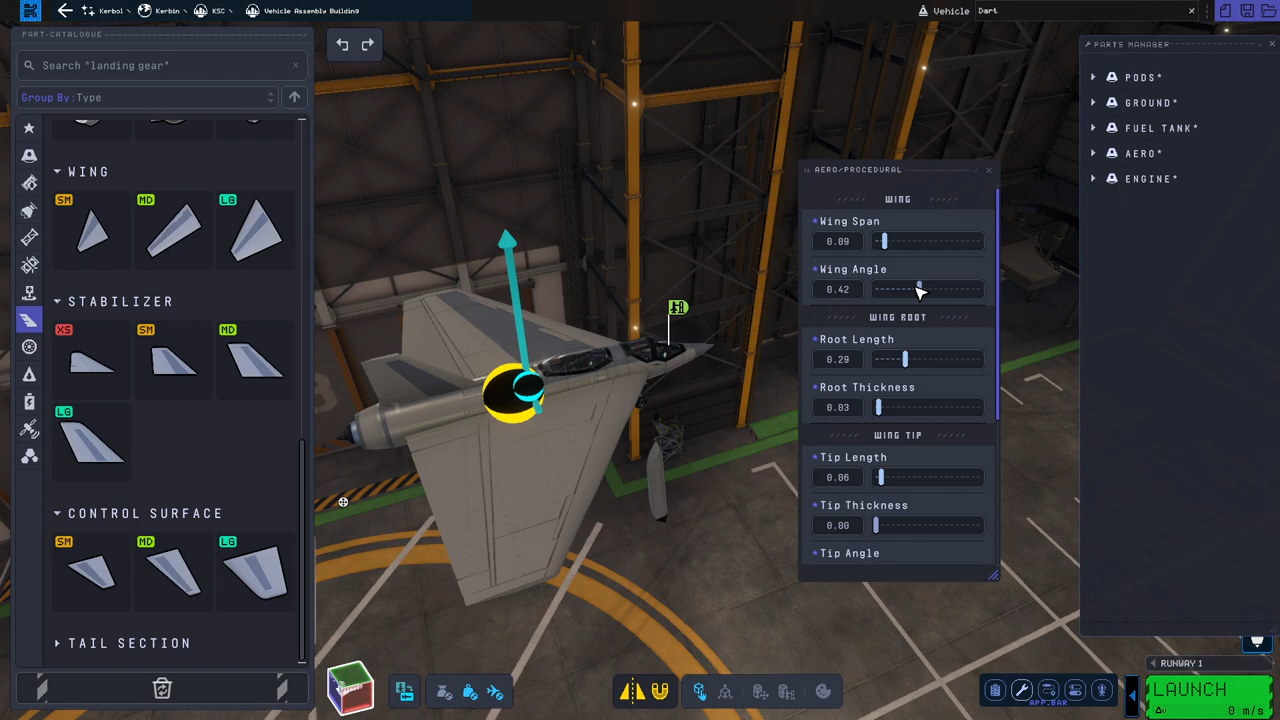 Kerbol
Kerbin
KSC
Vehicle Assembly Building
Vehicle
Dart
PART-CATALOGUE
Search "landing gear"
Group By: Type
WING
SM
MD
LG
STABILIZER
XS
SM
MD
LG
CONTROL SURFACE
SM
MD
LG
TAIL SECTION
AERO/PROCEDURAL
WING
*Wing Span
0.09
*Wing Angle
0.42
WING ROOT
*Root Length
0.29
*Root Thickness
0.03
WING TIP
*Tip Length
0.06
*Tip Thickness
0.00
*Tip Angle
PARTS MANAGER
PODS*
GROUND*
FUEL TANK*
AERO*
ENGINE*
APP.BAR
RUNWAY 1
LAUNCH
Δv 0 m/s